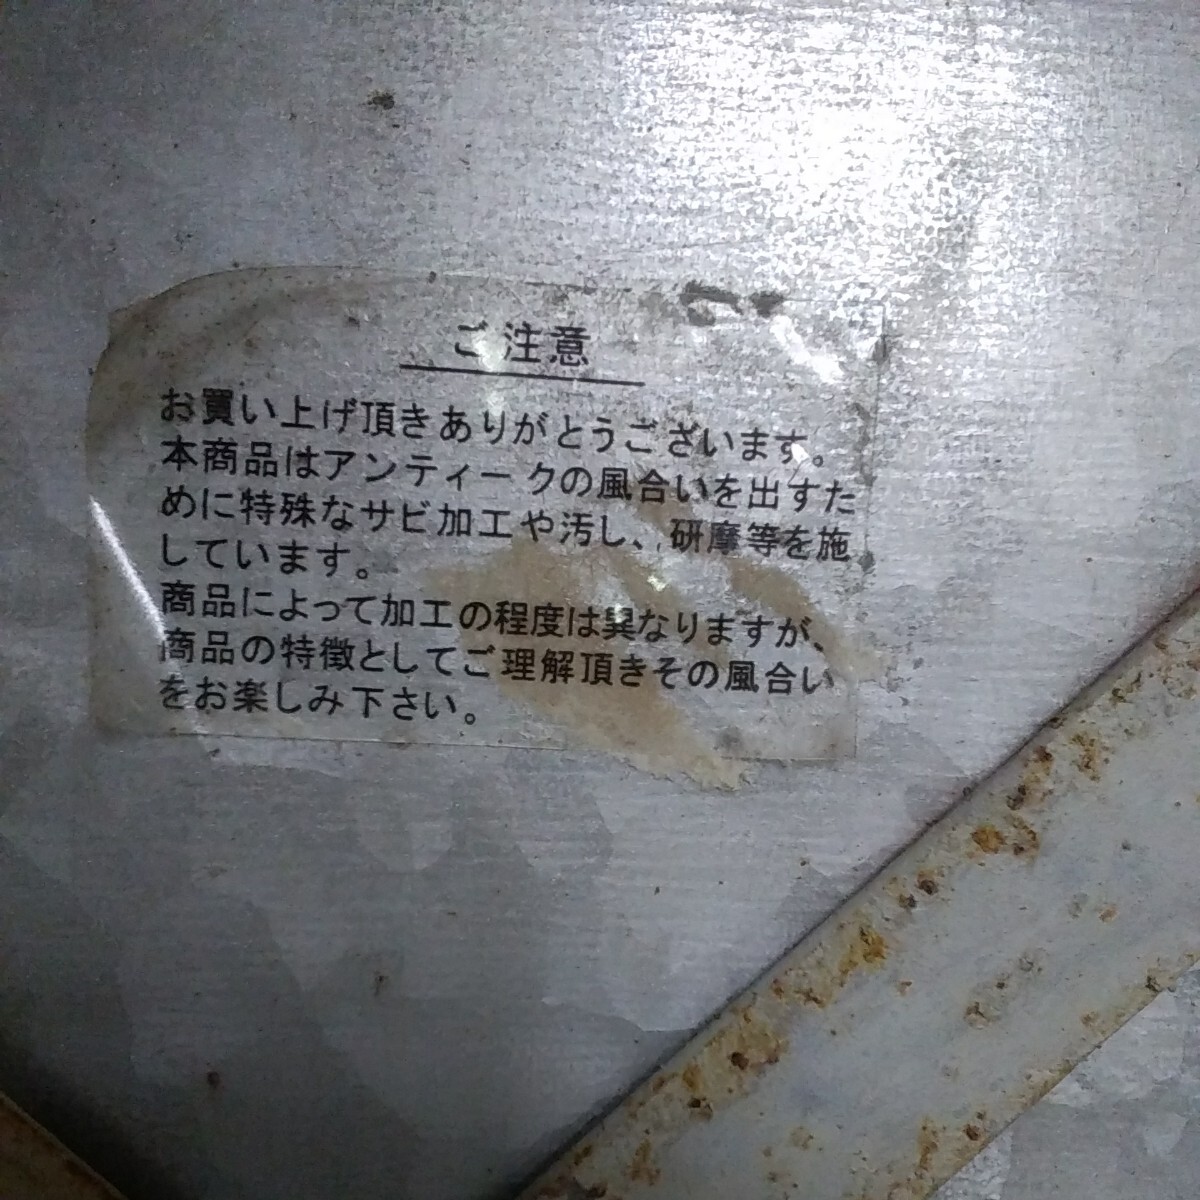 ご注意
お買い上げ頂きありがとうございます。
本商品はアンティークの風合いを出すた
めに特殊なサビ加工や汚し、研摩等を施
しています。
商品によって加工の程度は異なりますが、
商品の特徴としてご理解頂きその風合い
をお楽しみ下さい。